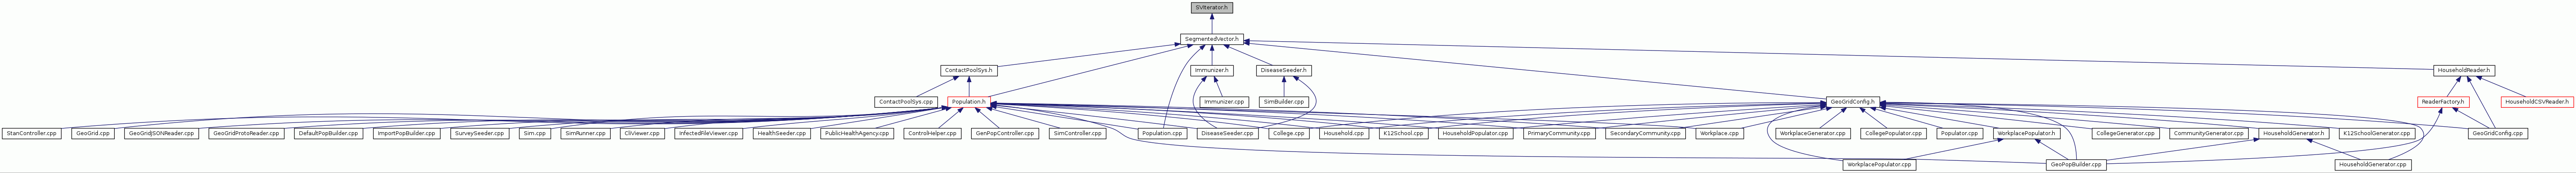 SVIterator.h
SegmentedVector.h
ContactPoolSys.h
Immunizer.h
DiseaseSeeder.h
HouseholdReader.h
ContactPoolSys.cpp
Population.h
Immunizer.cpp
SimBuilder.cpp
GeoGridConfig.h
ReaderFactory.h
HouseholdCSVReader.h
StanController.cpp
GeoGrid.cpp
GeoGridJSONReader.cpp
GeoGridProtoReader.cpp
DefaultPopBuilder.cpp
ImportPopBuilder.cpp
SurveySeeder.cpp
Sim.cpp
SimRunner.cpp
CliViewer.cpp
InfectedFileViewer.cpp
HealthSeeder.cpp
PublicHealthAgency.cpp
ControlHelper.cpp
GenPopController.cpp
SimController.cpp
Population.cpp
DiseaseSeeder.cpp
College.cpp
Household.cpp
K12School.cpp
HouseholdPopulator.cpp
PrimaryCommunity.cpp
SecondaryCommunity.cpp
Workplace.cpp
WorkplaceGenerator.cpp
CollegePopulator.cpp
Populator.cpp
WorkplacePopulator.h
CollegeGenerator.cpp
CommunityGenerator.cpp
HouseholdGenerator.h
K12SchoolGenerator.cpp
GeoGridConfig.cpp
WorkplacePopulator.cpp
GeoPopBuilder.cpp
HouseholdGenerator.cpp